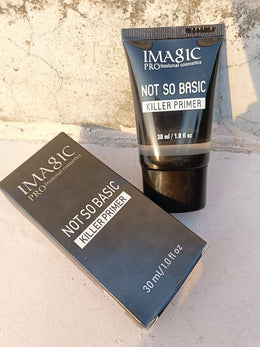 IMAGIC
PROfessional cosmetics
NOT SO BASIC
KILLER PRIMER
30 ml / 1.0 fl oz
IMAGIC
PROfessional cosmetics
NOT SO BASIC
KILLER PRIMER
30 ml/1.0 fl oz